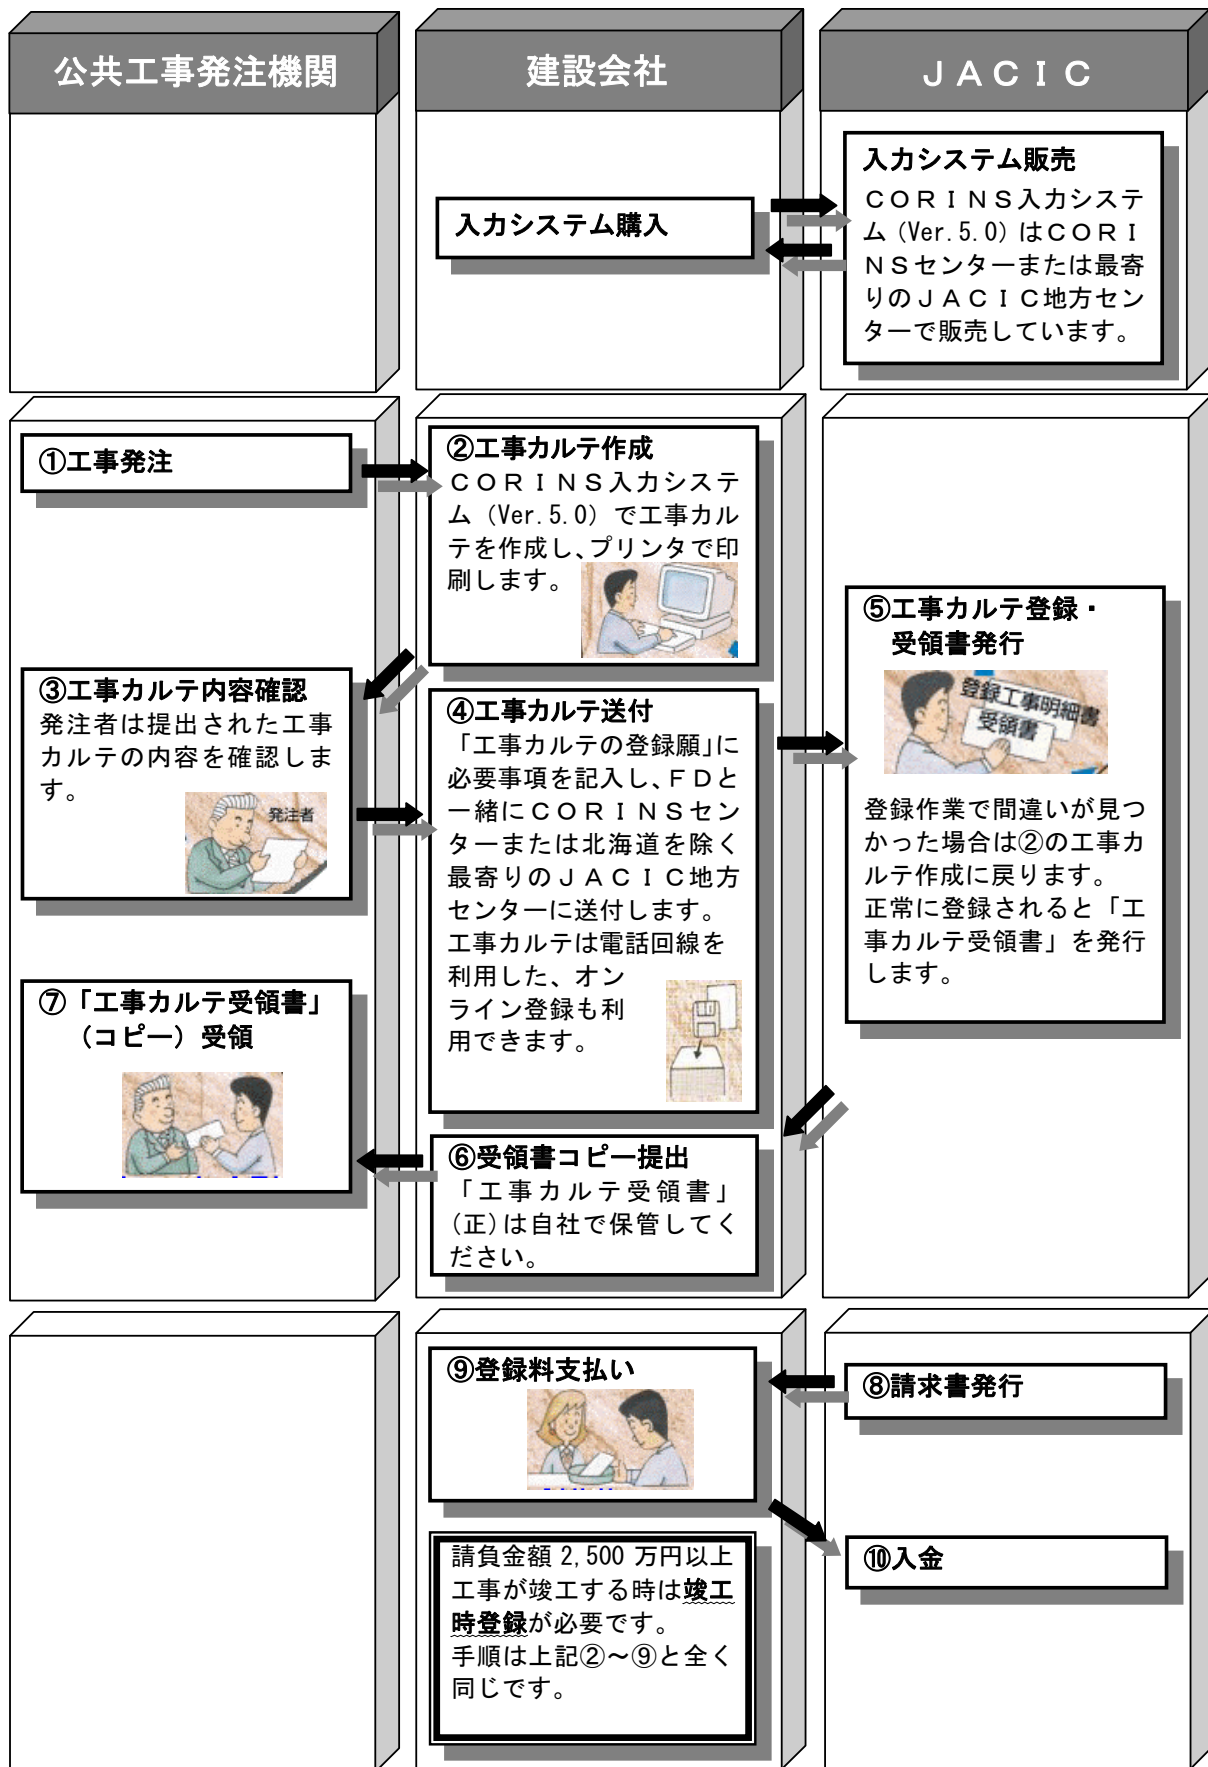 公共工事発注機関
建設会社
ＪＡＣＩＣ
入力システム購入
入力システム販売
ＣＯＲＩＮＳ入力システ
ム（Ver.5.0）はＣＯＲＩ
ＮＳセンターまたは最寄
りのＪＡＣＩＣ地方セン
ターで販売しています。
①工事発注
②工事カルテ作成
ＣＯＲＩＮＳ入力システ
ム（Ver.5.0）で工事カル
テを作成し、プリンタで印
刷します。
③工事カルテ内容確認
発注者は提出された工事
カルテの内容を確認しま
す。
発注者
④工事カルテ送付
「工事カルテの登録願」に
必要事項を記入し、ＦＤと
一緒にＣＯＲＩＮＳセン
ターまたは北海道を除く
最寄りのＪＡＣＩＣ地方
センターに送付します。
工事カルテは電話回線を
利用した、オン
ライン登録も利
用できます。
⑤工事カルテ登録・
受領書発行
登録工事明細書
受領書
登録作業で間違いが見つ
かった場合は②の工事カ
ルテ作成に戻ります。
正常に登録されると「工
事カルテ受領書」を発行
します。
⑥受領書コピー提出
「工事カルテ受領書」
（正）は自社で保管してく
ださい。
⑦「工事カルテ受領書」
（コピー）受領
⑧請求書発行
⑨登録料支払い
⑩入金
請負金額 2,500 万円以上
工事が竣工する時は竣工
時登録が必要です。
手順は上記②～⑨と全く
同じです。